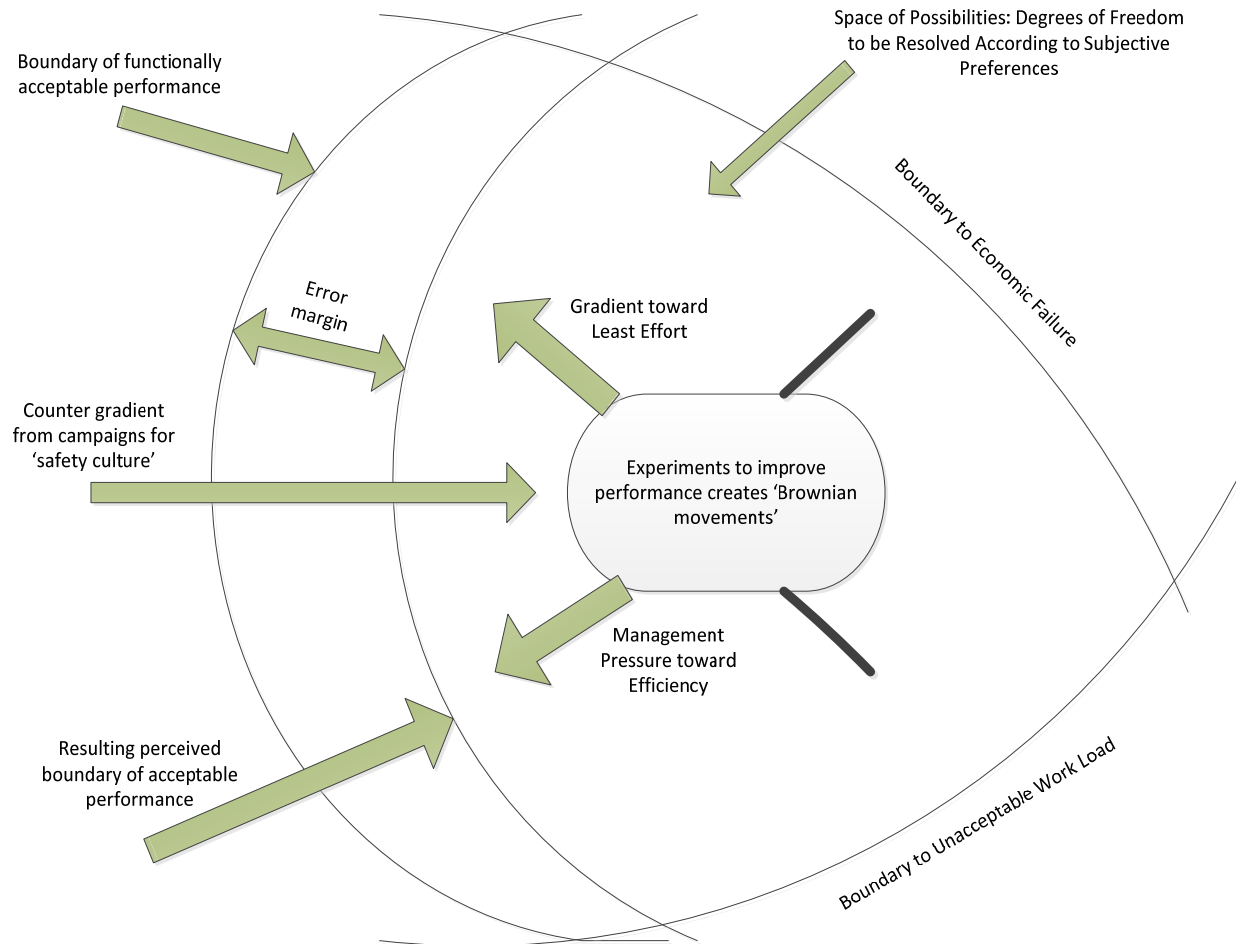 Space of Possibilities: Degrees of Freedom
to be Resolved According to Subjective
Preferences
Boundary of functionally
acceptable performance
Boundary to Economic Failure
Error
margin
Gradient toward
Least Effort
Counter gradient
from campaigns for
‘safety culture’
Experiments to improve
performance creates ‘Brownian
movements’
Management
Pressure toward
Efficiency
Resulting perceived
boundary of acceptable
performance
Boundary to Unacceptable Work Load